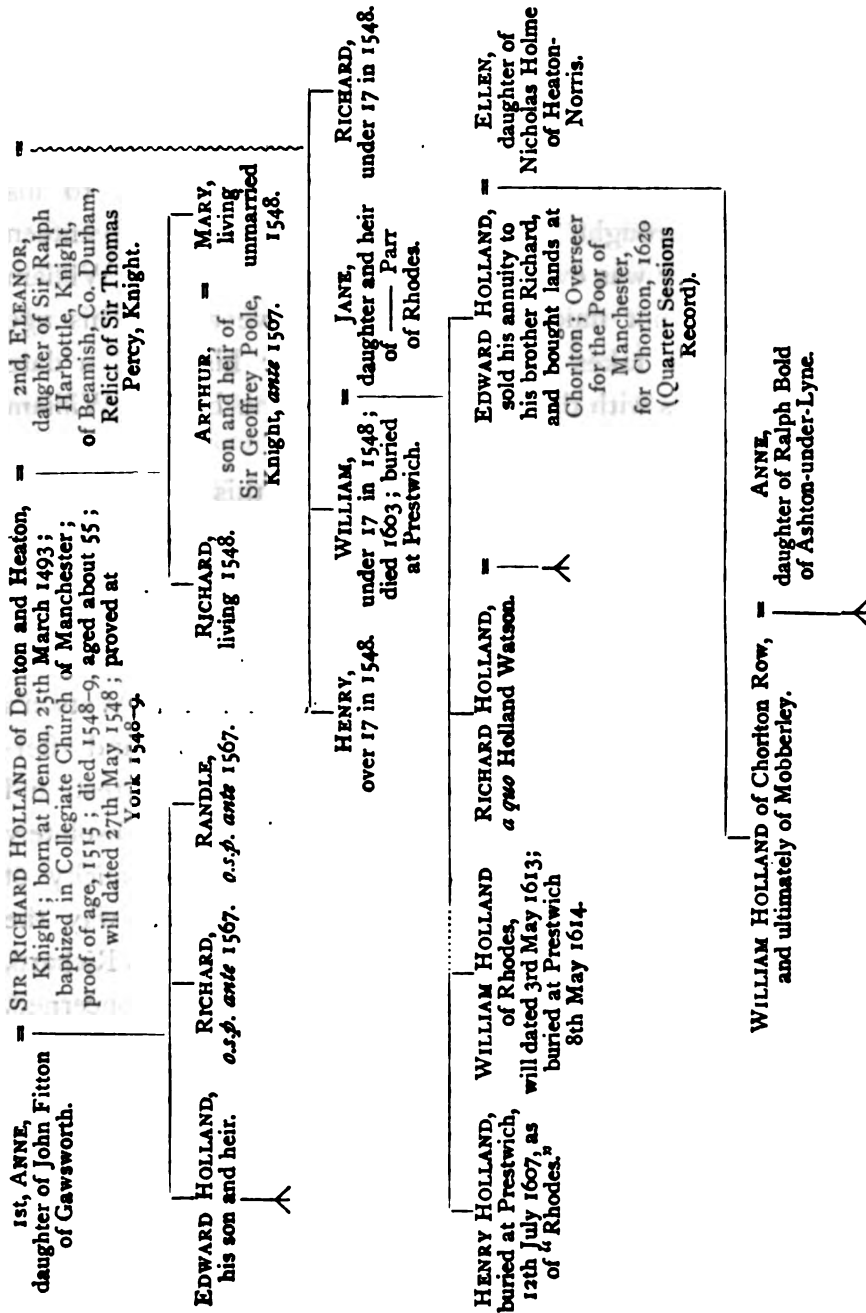 1st, ANNE,
daughter of John Fitton
of Gawsworth.
=
SIR RICHARD HOLLAND of Denton and Heaton,
Knight ; born at Denton, 25th March 1493 ;
baptized in Collegiate Church of Manchester ;
proof of age, 1515 ; died 1548-9, aged about 55 ;
will dated 27th May 1548 ; proved at
York 1548-9.
=
2nd, ELEANOR,
daughter of Sir Ralph
Harbottle, Knight,
of Beamish, Co. Durham,
Relict of Sir Thomas
Percy, Knight.
=
EDWARD HOLLAND,
his son and heir.
RICHARD,
o.s.p. ante 1567.
RANDLE,
o.s.p. ante 1567.
RICHARD,
living 1548.
ARTHUR,
son and heir of
Sir Geoffrey Poole,
Knight, ante 1567.
=
MARY,
living
unmarried
1548.
HENRY,
over 17 in 1548.
WILLIAM,
under 17 in 1548 ;
died 1603 ; buried
at Prestwich.
=
JANE,
daughter and heir
of —— Parr
of Rhodes.
RICHARD,
under 17 in 1548.
HENRY HOLLAND,
buried at Prestwich,
12th July 1607, as
of “ Rhodes.”
WILLIAM HOLLAND
of Rhodes,
will dated 3rd May 1613;
buried at Prestwich
8th May 1614.
RICHARD HOLLAND,
a quo Holland Watson.
=
EDWARD HOLLAND,
sold his annuity to
his brother Richard,
and bought lands at
Chorlton ; Overseer
for the Poor of
Manchester,
for Chorlton, 1620
(Quarter Sessions
Record).
=
ELLEN,
daughter of
Nicholas Holme
of Heaton-
Norris.
WILLIAM HOLLAND of Chorlton Row,
and ultimately of Mobberley.
=
ANNE,
daughter of Ralph Bold
of Ashton-under-Lyne.